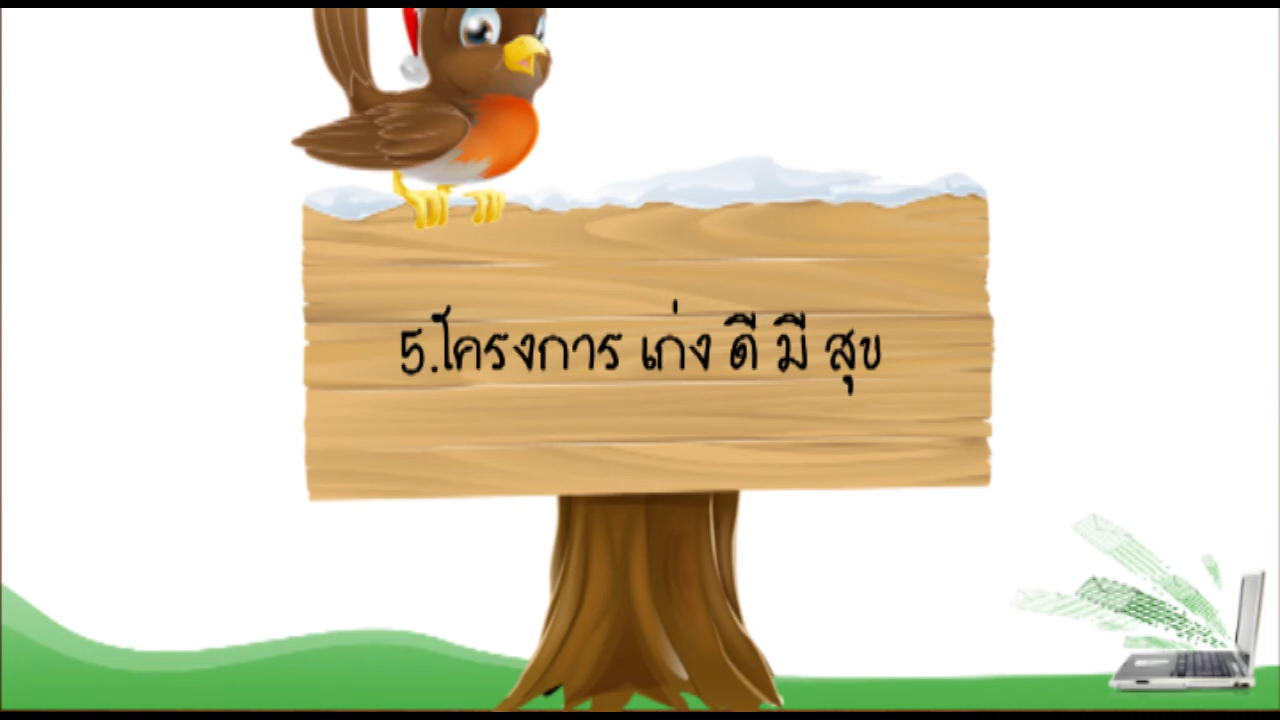 5.โครงการ เก่ง ดี มี สุข